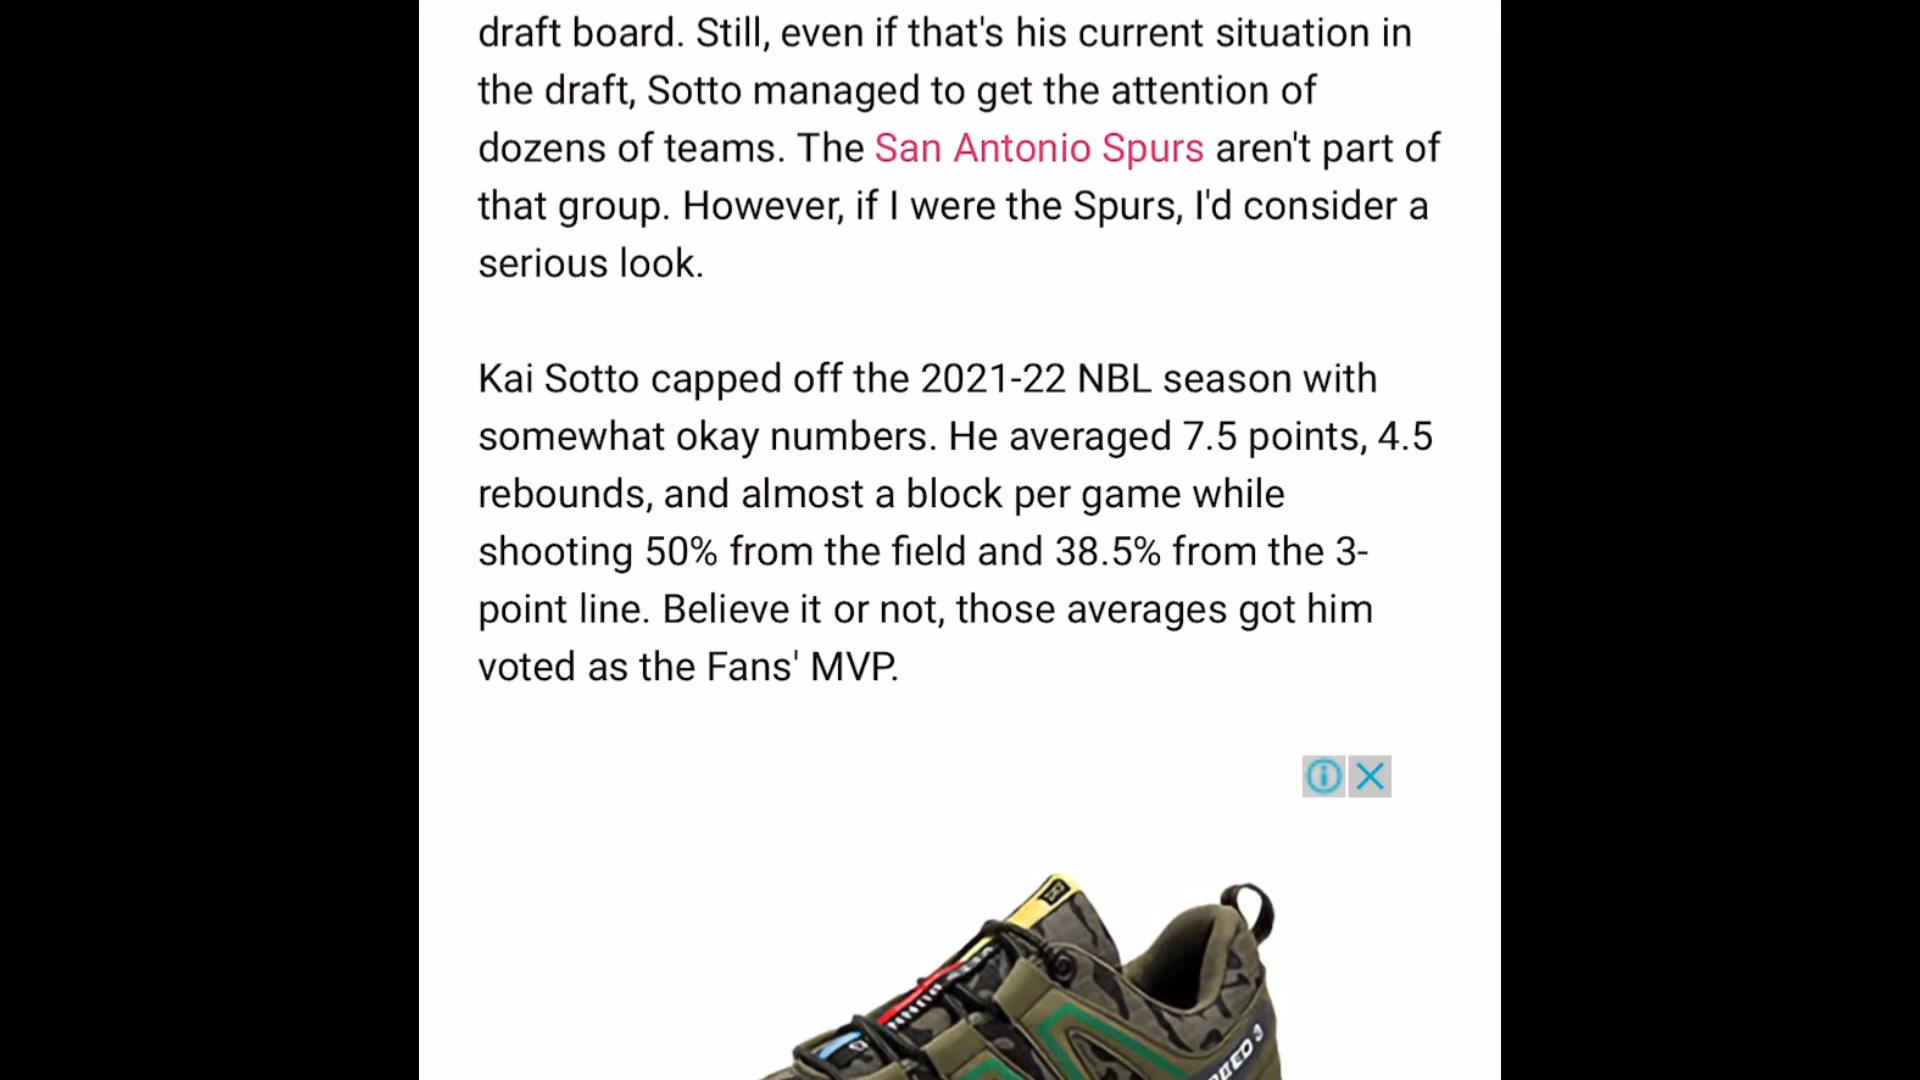 draft board. Still, even if that's his current situation in
the draft, Sotto managed to get the attention of
dozens of teams. The San Antonio Spurs aren't part of
that group. However, if I were the Spurs, I'd consider a
serious look.
Kai Sotto capped off the 2021-22 NBL season with
somewhat okay numbers. He averaged 7.5 points, 4.5
rebounds, and almost a block per game while
shooting 50% from the field and 38.5% from the 3-
point line. Believe it or not, those averages got him
voted as the Fans' MVP.